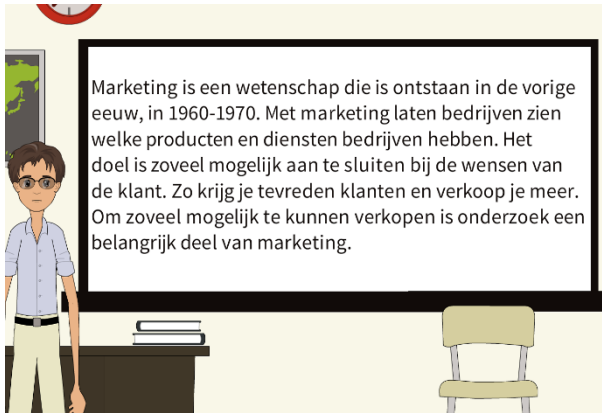 Marketing is een wetenschap die is ontstaan in de vorige
eeuw, in 1960-1970. Met marketing laten bedrijven zien
welke producten en diensten bedrijven hebben. Het
doel is zoveel mogelijk aan te sluiten bij de wensen van
de klant. Zo krijg je tevreden klanten en verkoop je meer.
Om zoveel mogelijk te kunnen verkopen is onderzoek een
belangrijk deel van marketing.